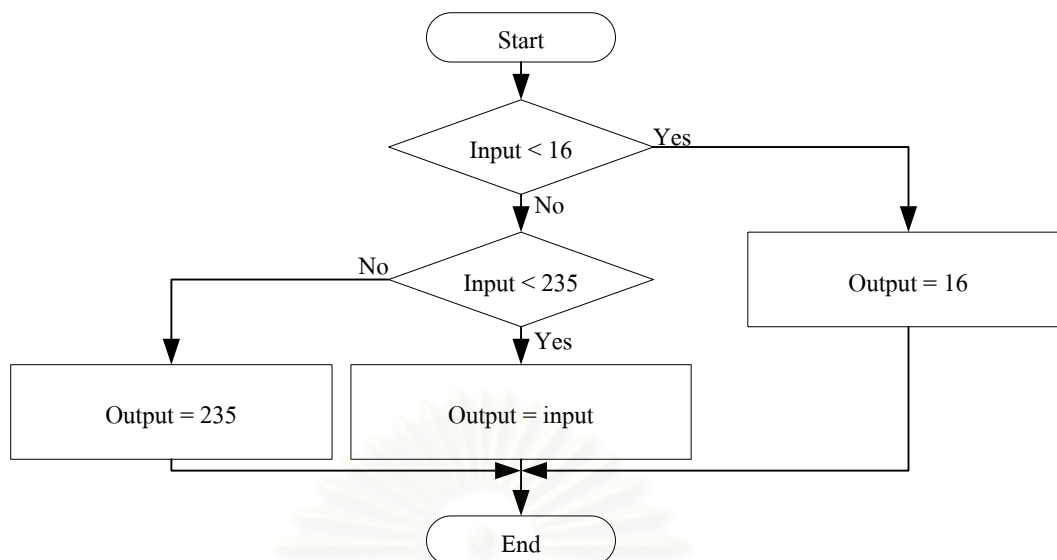 Start
Input < 16
Yes
No
Input < 235
No
Output = 16
Yes
Output = 235
Output = input
End